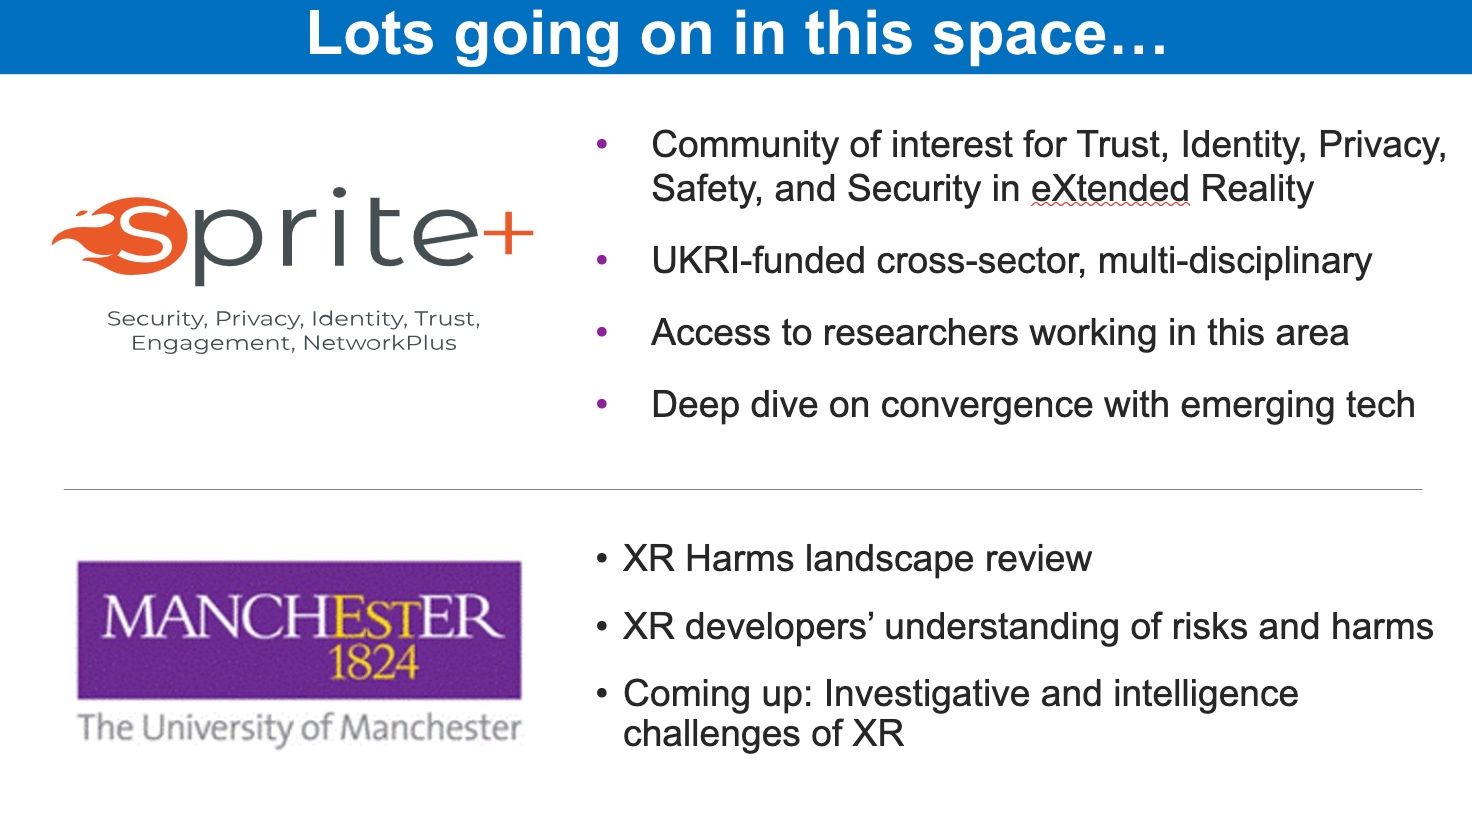 Lots going on in this space…
sprite+
Security, Privacy, Identity, Trust,
Engagement, NetworkPlus
• Community of interest for Trust, Identity, Privacy,
Safety, and Security in eXtended Reality
• UKRI-funded cross-sector, multi-disciplinary
• Access to researchers working in this area
• Deep dive on convergence with emerging tech
MANCHESTER
1824
The University of Manchester
• XR Harms landscape review
• XR developers’ understanding of risks and harms
• Coming up: Investigative and intelligence
challenges of XR